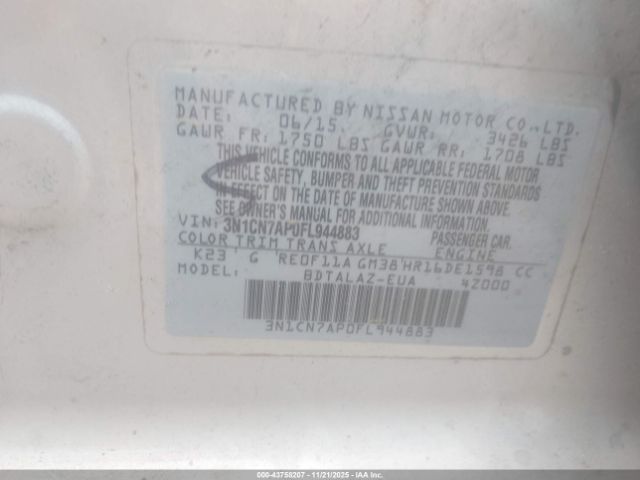 MANUFACTURED BY NISSAN MOTOR CO.,LTD.
DATE: 06/15. GVWR: 3426 LBS
GAWR FR: 1750 LBS GAWR RR: 1708 LBS
THIS VEHICLE CONFORMS TO ALL APPLICABLE FEDERAL MOTOR
VEHICLE SAFETY, BUMPER AND THEFT PREVENTION STANDARDS
IN EFFECT ON THE DATE OF MANUFACTURE SHOWN ABOVE.
SEE OWNER'S MANUAL FOR ADDITIONAL INFORMATION
VIN: 3N1CN7AP0FL944883 PASS. CAR
COLOR TRIM TRANS AXLE ENGINE
K23 G RE0F11A GM38 HR16DE1598 CC
MODEL: BDTALAZ-EUA 42000
3N1CN7AP0FL944883
000-43758207 - 11/21/2025 - IAAI.COM